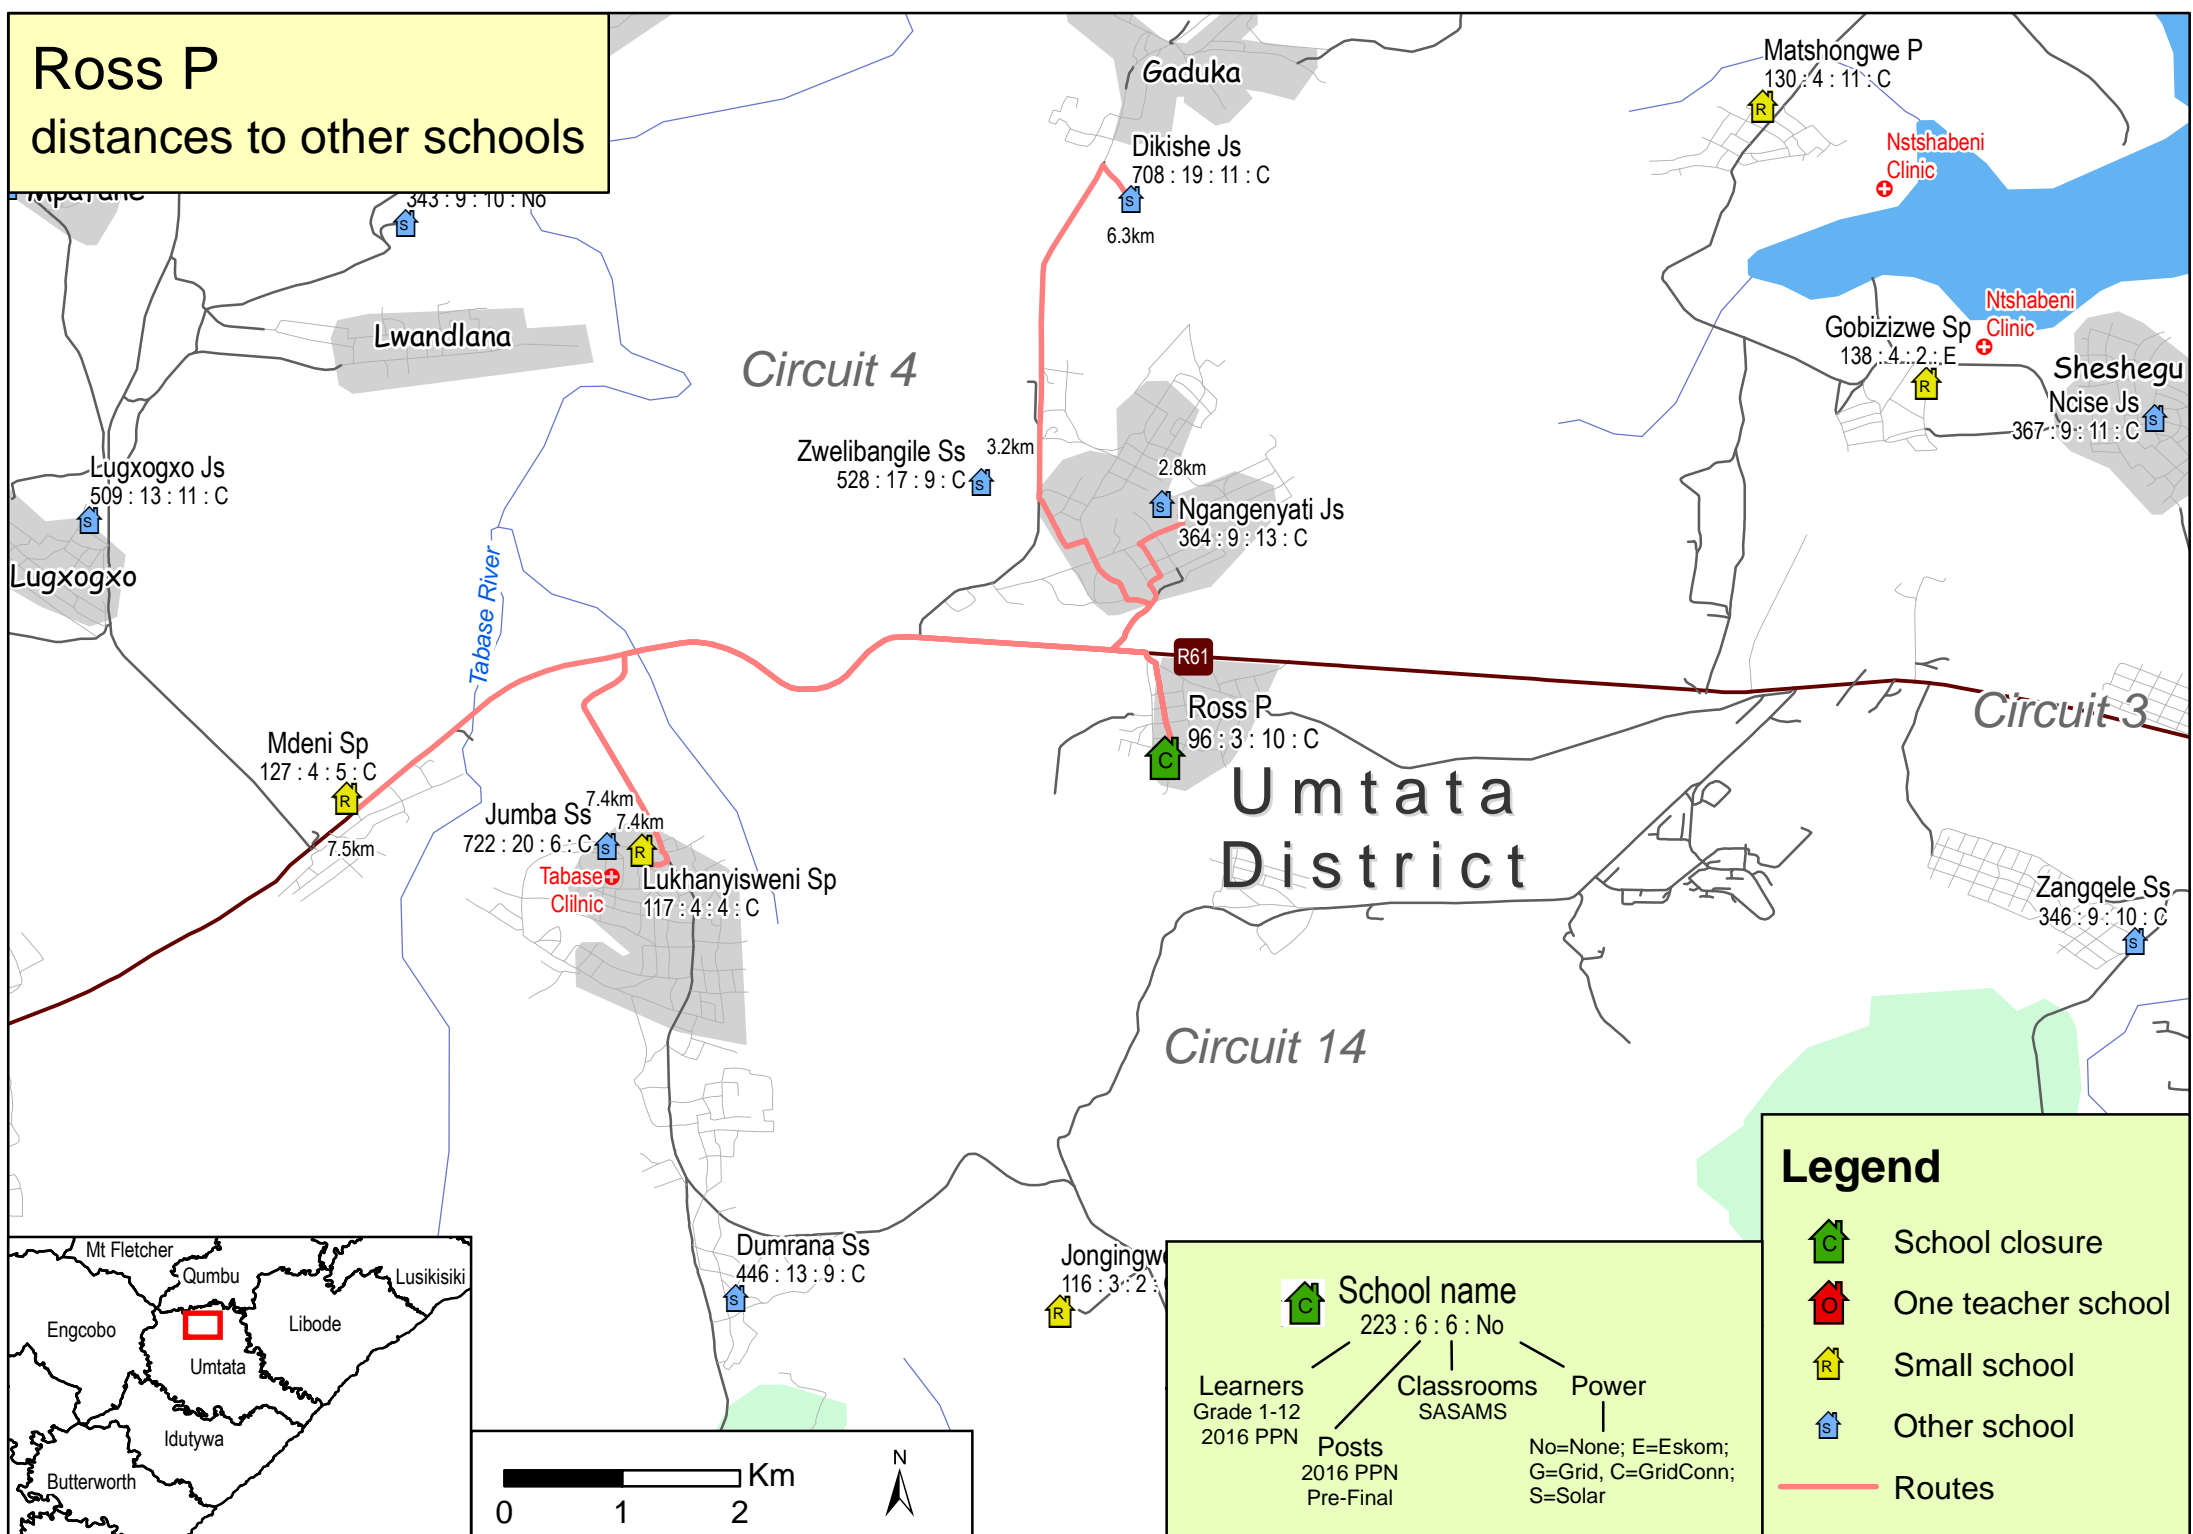 Ross P
distances to other schools
Gaduka
Matshongwe P
130 : 4 : 11 : C
R
Nstshabeni
Clinic
Dikishe Js
708 : 19 : 11 : C
S
6.3km
343 : 9 : 10 : No
S
Lwandlana
Circuit 4
Ntshabeni
Clinic
Gobizizwe Sp
138 : 4 : 2 : E
R
Sheshegu
Ncise Js
367 : 9 : 11 : C
S
Zwelibangile Ss
528 : 17 : 9 : C
S
3.2km
2.8km
S
Ngangenyati Js
364 : 9 : 13 : C
Lugxogxo Js
509 : 13 : 11 : C
S
Lugxogxo
Tabase River
R61
Ross P
96 : 3 : 10 : C
C
Circuit 3
Mdeni Sp
127 : 4 : 5 : C
R
7.5km
Umtata
District
Jumba Ss
722 : 20 : 6 : C
S
7.4km
7.4km
R
Tabase
Clilnic
Lukhanyisweni Sp
117 : 4 : 4 : C
Zangqele Ss
346 : 9 : 10 : C
S
Circuit 14
Dumrana Ss
446 : 13 : 9 : C
S
Jongingw
116 : 3 : 2 :
R
Mt Fletcher
Qumbu
Lusikisiki
Engcobo
Libode
Umtata
Idutywa
Butterworth
Km
0 1 2
N
C
School name
223 : 6 : 6 : No
Learners
Grade 1-12
2016 PPN
Posts
2016 PPN
Pre-Final
Classrooms
SASAMS
Power
No=None; E=Eskom;
G=Grid, C=GridConn;
S=Solar
Legend
C School closure
O One teacher school
R Small school
S Other school
Routes